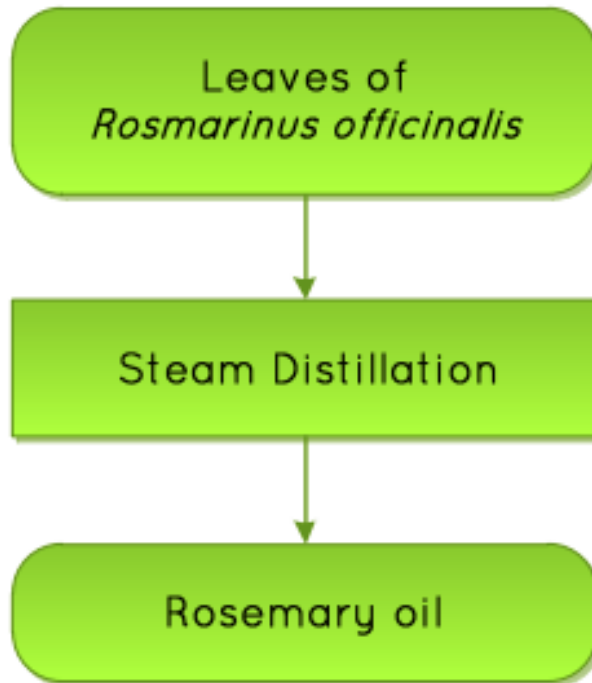 Leaves of
Rosmarinus officinalis
Steam Distillation
Rosemary oil